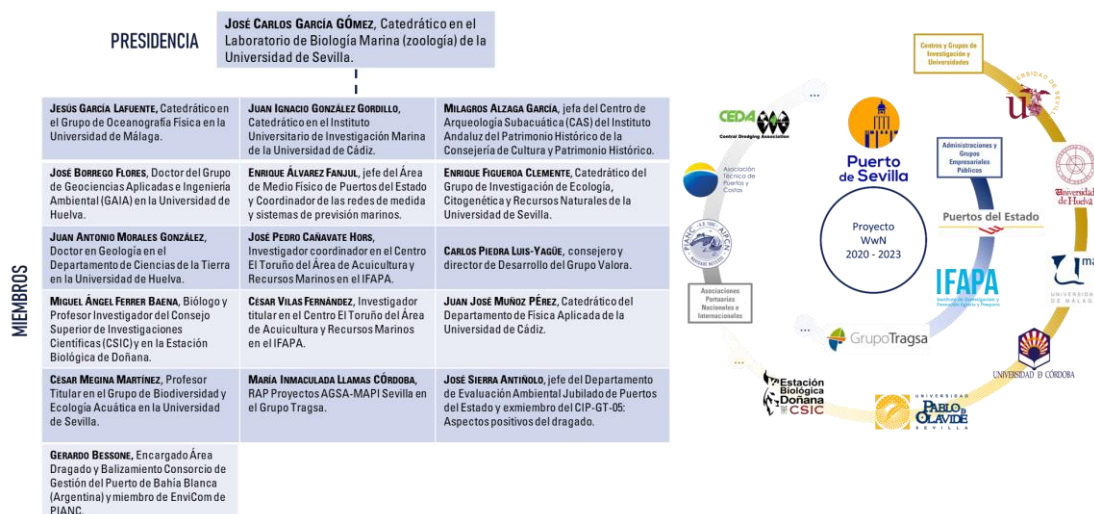 PRESIDENCIA
JOSÉ CARLOS GARCÍA GÓMEZ, Catedrático en el
Laboratorio de Biología Marina (zoología) de la
Universidad de Sevilla.
MIEMBROS
JESÚS GARCÍA LAFUENTE, Catedrático en
el Grupo de Oceanografía Física en la
Universidad de Málaga.
JUAN IGNACIO GONZÁLEZ GORDILLO,
Catedrático en el Instituto
Universitario de Investigación Marina
de la Universidad de Cádiz.
MILAGROS ALZAGA GARCÍA, jefa del Centro de
Arqueología Subacuática (CAS) del Instituto
Andaluz del Patrimonio Histórico de la
Consejería de Cultura y Patrimonio Histórico.
JOSÉ BORREGO FLORES, Doctor del Grupo
de Geociencias Aplicadas e Ingeniería
Ambiental (GAIA) en la Universidad de
Huelva.
ENRIQUE ÁLVAREZ FANJUL, jefe del Área
de Medio Físico de Puertos del Estado
y Coordinador de las redes de medida
y sistemas de previsión marinos.
ENRIQUE FIGUEROA CLEMENTE, Catedrático del
Grupo de Investigación de Ecología,
Citogenética y Recursos Naturales de la
Universidad de Sevilla.
JUAN ANTONIO MORALES GONZÁLEZ,
Doctor en Geología en el
Departamento de Ciencias de la Tierra
en la Universidad de Huelva.
JOSÉ PEDRO CAÑAVATE HORS,
Investigador coordinador en el Centro
El Toruño del Área de Acuicultura y
Recursos Marinos en el IFAPA.
CARLOS PIEDRA LUIS-YAGÜE, consejero y
director de Desarrollo del Grupo Valora.
MIGUEL ÁNGEL FERRER BAENA, Biólogo y
Profesor Investigador del Consejo
Superior de Investigaciones
Científicas (CSIC) y en la Estación
Biológica de Doñana.
CÉSAR VILAS FERNÁNDEZ, Investigador
titular en el Centro El Toruño del Área
de Acuicultura y Recursos Marinos
en el IFAPA.
JUAN JOSÉ MUÑOZ PÉREZ, Catedrático del
Departamento de Física Aplicada de la
Universidad de Cádiz.
CÉSAR MEGINA MARTÍNEZ, Profesor
Titular en el Grupo de Biodiversidad y
Ecología Acuática en la Universidad
de Sevilla.
MARÍA INMACULADA LLAMAS CÓRDOBA,
RAP Proyectos AGSA-MAPI Sevilla en
el Grupo Tragsa.
JOSÉ SIERRA ANTIÑOLO, jefe del Departamento
de Evaluación Ambiental Jubilado de Puertos
del Estado y exmiembro del CIP-GT-05:
Aspectos positivos del dragado.
GERARDO BESSONE, Encargado Área
Dragado y Balizamiento Consorcio de
Gestión del Puerto de Bahía Blanca
(Argentina) y miembro de EnviCom de
PIANC.
Centros y Grupos de
Investigación y
Universidades
...
CEDA
Central Dredging Association
Puerto
de Sevilla
Administraciones y
Grupos
Empresariales
Públicos
Asociación
Técnica de
Puertos y
Costas
Universidad
de Huelva
Proyecto
WwN
2020 - 2023
Puertos del Estado
PIANC
AIPCN
IFAPA
uma
UNIVERSIDAD
DE MÁLAGA
Asociaciones
Portuarias
Nacionales e
Internacionales
...
Grupo Tragsa
...
UNIVERSIDAD Ð CÓRDOBA
Estación
Biológica
Doñana
CSIC
UNIVERSIDAD
PABLO Ð
OLAVIDE
SEVILLA